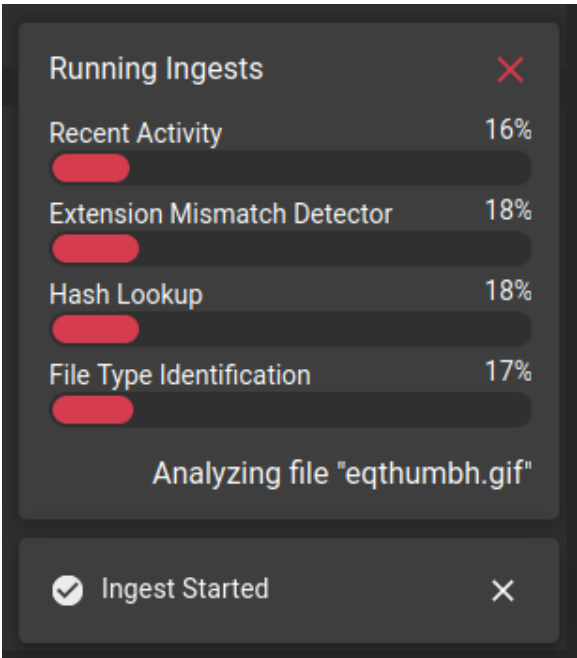 Running Ingests
Recent Activity 16%
Extension Mismatch Detector 18%
Hash Lookup 18%
File Type Identification 17%
Analyzing file "eqthumbh.gif"
Ingest Started